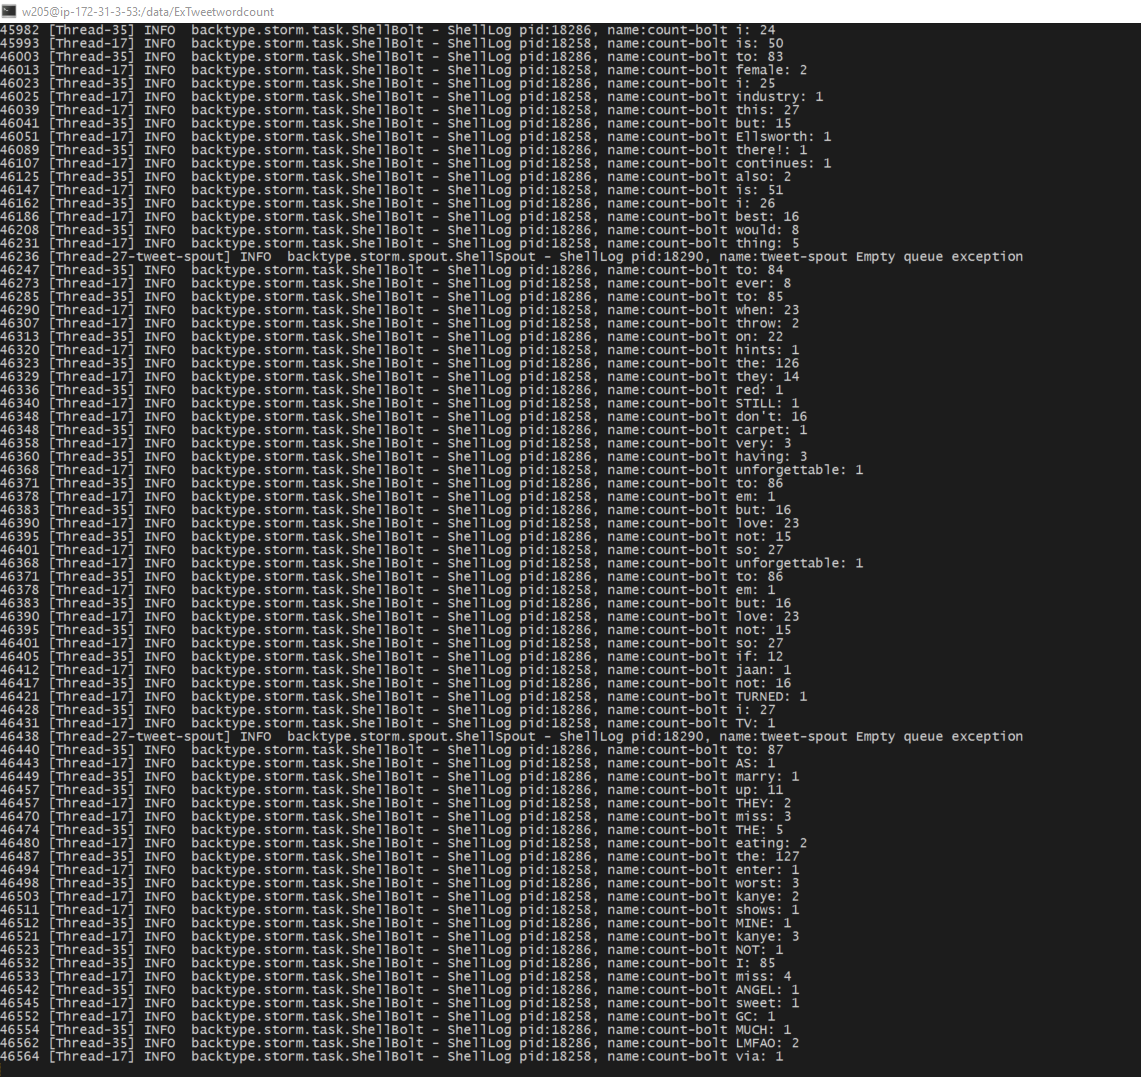 w205@ip-172-31-3-53:/data/ExTweetwordcount
45982 [Thread-35] INFO  backtype.storm.task.ShellBolt - ShellLog pid:18286, name:count-bolt i: 24
45993 [Thread-17] INFO  backtype.storm.task.ShellBolt - ShellLog pid:18258, name:count-bolt is: 50
46003 [Thread-35] INFO  backtype.storm.task.ShellBolt - ShellLog pid:18286, name:count-bolt to: 83
46013 [Thread-17] INFO  backtype.storm.task.ShellBolt - ShellLog pid:18258, name:count-bolt female: 2
46023 [Thread-35] INFO  backtype.storm.task.ShellBolt - ShellLog pid:18286, name:count-bolt i: 25
46025 [Thread-17] INFO  backtype.storm.task.ShellBolt - ShellLog pid:18258, name:count-bolt industry: 1
46039 [Thread-17] INFO  backtype.storm.task.ShellBolt - ShellLog pid:18258, name:count-bolt this: 27
46041 [Thread-35] INFO  backtype.storm.task.ShellBolt - ShellLog pid:18286, name:count-bolt but: 15
46051 [Thread-17] INFO  backtype.storm.task.ShellBolt - ShellLog pid:18258, name:count-bolt Ellsworth: 1
46089 [Thread-35] INFO  backtype.storm.task.ShellBolt - ShellLog pid:18286, name:count-bolt there!: 1
46107 [Thread-17] INFO  backtype.storm.task.ShellBolt - ShellLog pid:18258, name:count-bolt continues: 1
46125 [Thread-35] INFO  backtype.storm.task.ShellBolt - ShellLog pid:18286, name:count-bolt also: 2
46147 [Thread-17] INFO  backtype.storm.task.ShellBolt - ShellLog pid:18258, name:count-bolt is: 51
46162 [Thread-35] INFO  backtype.storm.task.ShellBolt - ShellLog pid:18286, name:count-bolt i: 26
46186 [Thread-17] INFO  backtype.storm.task.ShellBolt - ShellLog pid:18258, name:count-bolt best: 16
46208 [Thread-35] INFO  backtype.storm.task.ShellBolt - ShellLog pid:18286, name:count-bolt would: 8
46231 [Thread-17] INFO  backtype.storm.task.ShellBolt - ShellLog pid:18258, name:count-bolt thing: 5
46236 [Thread-27-tweet-spout] INFO  backtype.storm.spout.ShellSpout - ShellLog pid:18290, name:tweet-spout Empty queue exception
46247 [Thread-35] INFO  backtype.storm.task.ShellBolt - ShellLog pid:18286, name:count-bolt to: 84
46273 [Thread-17] INFO  backtype.storm.task.ShellBolt - ShellLog pid:18258, name:count-bolt ever: 8
46285 [Thread-35] INFO  backtype.storm.task.ShellBolt - ShellLog pid:18286, name:count-bolt to: 85
46290 [Thread-17] INFO  backtype.storm.task.ShellBolt - ShellLog pid:18258, name:count-bolt when: 23
46307 [Thread-17] INFO  backtype.storm.task.ShellBolt - ShellLog pid:18258, name:count-bolt throw: 2
46313 [Thread-35] INFO  backtype.storm.task.ShellBolt - ShellLog pid:18286, name:count-bolt on: 22
46320 [Thread-17] INFO  backtype.storm.task.ShellBolt - ShellLog pid:18258, name:count-bolt hints: 1
46323 [Thread-35] INFO  backtype.storm.task.ShellBolt - ShellLog pid:18286, name:count-bolt the: 126
46329 [Thread-17] INFO  backtype.storm.task.ShellBolt - ShellLog pid:18258, name:count-bolt they: 14
46336 [Thread-35] INFO  backtype.storm.task.ShellBolt - ShellLog pid:18286, name:count-bolt red: 1
46340 [Thread-17] INFO  backtype.storm.task.ShellBolt - ShellLog pid:18258, name:count-bolt STILL: 1
46348 [Thread-17] INFO  backtype.storm.task.ShellBolt - ShellLog pid:18258, name:count-bolt don't: 16
46348 [Thread-35] INFO  backtype.storm.task.ShellBolt - ShellLog pid:18286, name:count-bolt carpet: 1
46358 [Thread-17] INFO  backtype.storm.task.ShellBolt - ShellLog pid:18258, name:count-bolt very: 3
46360 [Thread-35] INFO  backtype.storm.task.ShellBolt - ShellLog pid:18286, name:count-bolt having: 3
46368 [Thread-17] INFO  backtype.storm.task.ShellBolt - ShellLog pid:18258, name:count-bolt unforgettable: 1
46371 [Thread-35] INFO  backtype.storm.task.ShellBolt - ShellLog pid:18286, name:count-bolt to: 86
46378 [Thread-17] INFO  backtype.storm.task.ShellBolt - ShellLog pid:18258, name:count-bolt em: 1
46383 [Thread-35] INFO  backtype.storm.task.ShellBolt - ShellLog pid:18286, name:count-bolt but: 16
46390 [Thread-17] INFO  backtype.storm.task.ShellBolt - ShellLog pid:18258, name:count-bolt love: 23
46395 [Thread-35] INFO  backtype.storm.task.ShellBolt - ShellLog pid:18286, name:count-bolt not: 15
46401 [Thread-17] INFO  backtype.storm.task.ShellBolt - ShellLog pid:18258, name:count-bolt so: 27
46368 [Thread-17] INFO  backtype.storm.task.ShellBolt - ShellLog pid:18258, name:count-bolt unforgettable: 1
46371 [Thread-35] INFO  backtype.storm.task.ShellBolt - ShellLog pid:18286, name:count-bolt to: 86
46378 [Thread-17] INFO  backtype.storm.task.ShellBolt - ShellLog pid:18258, name:count-bolt em: 1
46383 [Thread-35] INFO  backtype.storm.task.ShellBolt - ShellLog pid:18286, name:count-bolt but: 16
46390 [Thread-17] INFO  backtype.storm.task.ShellBolt - ShellLog pid:18258, name:count-bolt love: 23
46395 [Thread-35] INFO  backtype.storm.task.ShellBolt - ShellLog pid:18286, name:count-bolt not: 15
46401 [Thread-17] INFO  backtype.storm.task.ShellBolt - ShellLog pid:18258, name:count-bolt so: 27
46405 [Thread-35] INFO  backtype.storm.task.ShellBolt - ShellLog pid:18286, name:count-bolt if: 12
46412 [Thread-17] INFO  backtype.storm.task.ShellBolt - ShellLog pid:18258, name:count-bolt jaan: 1
46417 [Thread-35] INFO  backtype.storm.task.ShellBolt - ShellLog pid:18286, name:count-bolt not: 16
46421 [Thread-17] INFO  backtype.storm.task.ShellBolt - ShellLog pid:18258, name:count-bolt TURNED: 1
46428 [Thread-35] INFO  backtype.storm.task.ShellBolt - ShellLog pid:18286, name:count-bolt i: 27
46431 [Thread-17] INFO  backtype.storm.task.ShellBolt - ShellLog pid:18258, name:count-bolt TV: 1
46438 [Thread-27-tweet-spout] INFO  backtype.storm.spout.ShellSpout - ShellLog pid:18290, name:tweet-spout Empty queue exception
46440 [Thread-35] INFO  backtype.storm.task.ShellBolt - ShellLog pid:18286, name:count-bolt to: 87
46443 [Thread-17] INFO  backtype.storm.task.ShellBolt - ShellLog pid:18258, name:count-bolt AS: 1
46449 [Thread-35] INFO  backtype.storm.task.ShellBolt - ShellLog pid:18286, name:count-bolt marry: 1
46457 [Thread-35] INFO  backtype.storm.task.ShellBolt - ShellLog pid:18286, name:count-bolt up: 11
46457 [Thread-17] INFO  backtype.storm.task.ShellBolt - ShellLog pid:18258, name:count-bolt THEY: 2
46470 [Thread-17] INFO  backtype.storm.task.ShellBolt - ShellLog pid:18258, name:count-bolt miss: 3
46474 [Thread-35] INFO  backtype.storm.task.ShellBolt - ShellLog pid:18286, name:count-bolt THE: 5
46480 [Thread-17] INFO  backtype.storm.task.ShellBolt - ShellLog pid:18258, name:count-bolt eating: 2
46487 [Thread-35] INFO  backtype.storm.task.ShellBolt - ShellLog pid:18286, name:count-bolt the: 127
46494 [Thread-17] INFO  backtype.storm.task.ShellBolt - ShellLog pid:18258, name:count-bolt enter: 1
46498 [Thread-35] INFO  backtype.storm.task.ShellBolt - ShellLog pid:18286, name:count-bolt worst: 3
46503 [Thread-17] INFO  backtype.storm.task.ShellBolt - ShellLog pid:18258, name:count-bolt kanye: 2
46511 [Thread-17] INFO  backtype.storm.task.ShellBolt - ShellLog pid:18258, name:count-bolt shows: 1
46512 [Thread-35] INFO  backtype.storm.task.ShellBolt - ShellLog pid:18286, name:count-bolt MINE: 1
46521 [Thread-17] INFO  backtype.storm.task.ShellBolt - ShellLog pid:18258, name:count-bolt kanye: 3
46523 [Thread-35] INFO  backtype.storm.task.ShellBolt - ShellLog pid:18286, name:count-bolt NOT: 1
46532 [Thread-35] INFO  backtype.storm.task.ShellBolt - ShellLog pid:18286, name:count-bolt I: 85
46533 [Thread-17] INFO  backtype.storm.task.ShellBolt - ShellLog pid:18258, name:count-bolt miss: 4
46542 [Thread-35] INFO  backtype.storm.task.ShellBolt - ShellLog pid:18286, name:count-bolt ANGEL: 1
46545 [Thread-17] INFO  backtype.storm.task.ShellBolt - ShellLog pid:18258, name:count-bolt sweet: 1
46552 [Thread-17] INFO  backtype.storm.task.ShellBolt - ShellLog pid:18258, name:count-bolt GC: 1
46554 [Thread-35] INFO  backtype.storm.task.ShellBolt - ShellLog pid:18286, name:count-bolt MUCH: 1
46562 [Thread-35] INFO  backtype.storm.task.ShellBolt - ShellLog pid:18286, name:count-bolt LMFAO: 2
46564 [Thread-17] INFO  backtype.storm.task.ShellBolt - ShellLog pid:18258, name:count-bolt via: 1